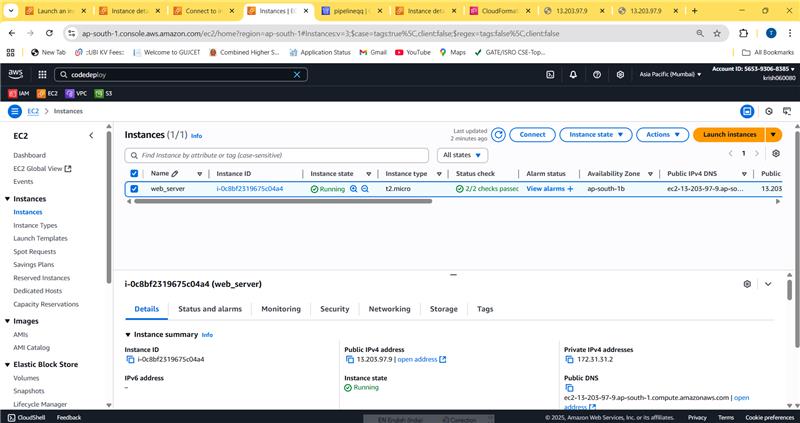 Launch an in
Instance deta
Connect to in
Instances | EC
pipelineqq | C
Instance deta
CloudFormat
13.203.97.9
13.203.97.9
ap-south-1.console.aws.amazon.com/ec2/home?region=ap-south-1#Instances:v=3;$case=tags:true%5C,client:false;$regex=tags:false%5C,client:false
New Tab
::UBI KV Fees::
Welcome to GUJCET
Combined Higher S...
Application Status
Gmail
YouTube
Maps
GATE/ISRO CSE-Top...
All Bookmarks
aws
codedeploy
Asia Pacific (Mumbai)
Account ID: 5653-9306-8385
krish060080
IAM
EC2
VPC
S3
EC2 > Instances
EC2
Dashboard
EC2 Global View
Events
Instances
Instances
Instance Types
Launch Templates
Spot Requests
Savings Plans
Reserved Instances
Dedicated Hosts
Capacity Reservations
Images
AMIs
AMI Catalog
Elastic Block Store
Volumes
Snapshots
Lifecycle Manager
Instances (1/1) Info
Last updated
2 minutes ago
Connect
Instance state
Actions
Launch instances
Find Instance by attribute or tag (case-sensitive)
All states
1
Name
Instance ID
Instance state
Instance type
Status check
Alarm status
Availability Zone
Public IPv4 DNS
Public
web_server
i-0c8bf2319675c04a4
Running
t2.micro
2/2 checks passec
View alarms +
ap-south-1b
ec2-13-203-97-9.ap-so...
13.203
i-0c8bf2319675c04a4 (web_server)
Details
Status and alarms
Monitoring
Security
Networking
Storage
Tags
Instance summary Info
Instance ID
i-0c8bf2319675c04a4
Public IPv4 address
13.203.97.9 | open address
Private IPv4 addresses
172.31.31.2
IPv6 address
–
Instance state
Running
Public DNS
ec2-13-203-97-9.ap-south-1.compute.amazonaws.com | open
address
CloudShell
Feedback
© 2025, Amazon Web Services, Inc. or its affiliates.
Privacy
Terms
Cookie preferences